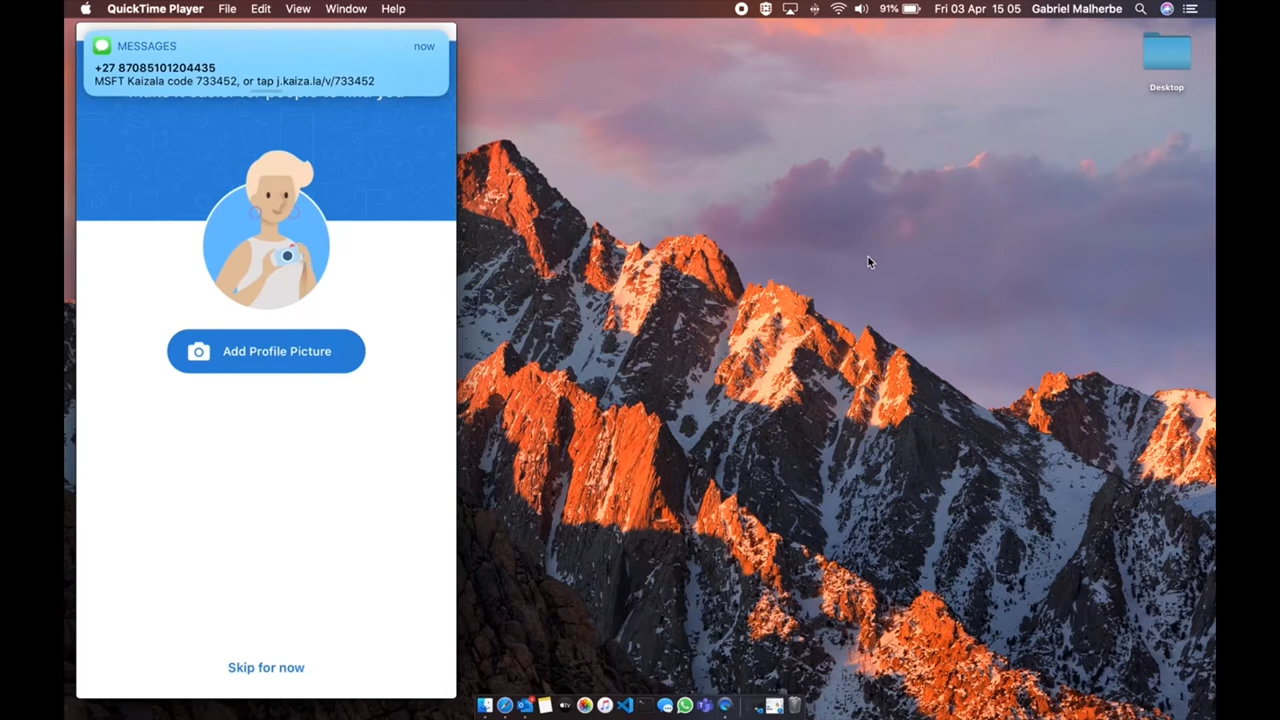 QuickTime Player File Edit View Window Help 91% Fri 03 Apr 15 05 Gabriel Malherbe
MESSAGES now
+27 87085101204435
MSFT Kaizala code 733452, or tap j.kaiza.la/v/733452
Desktop
Add Profile Picture
Skip for now